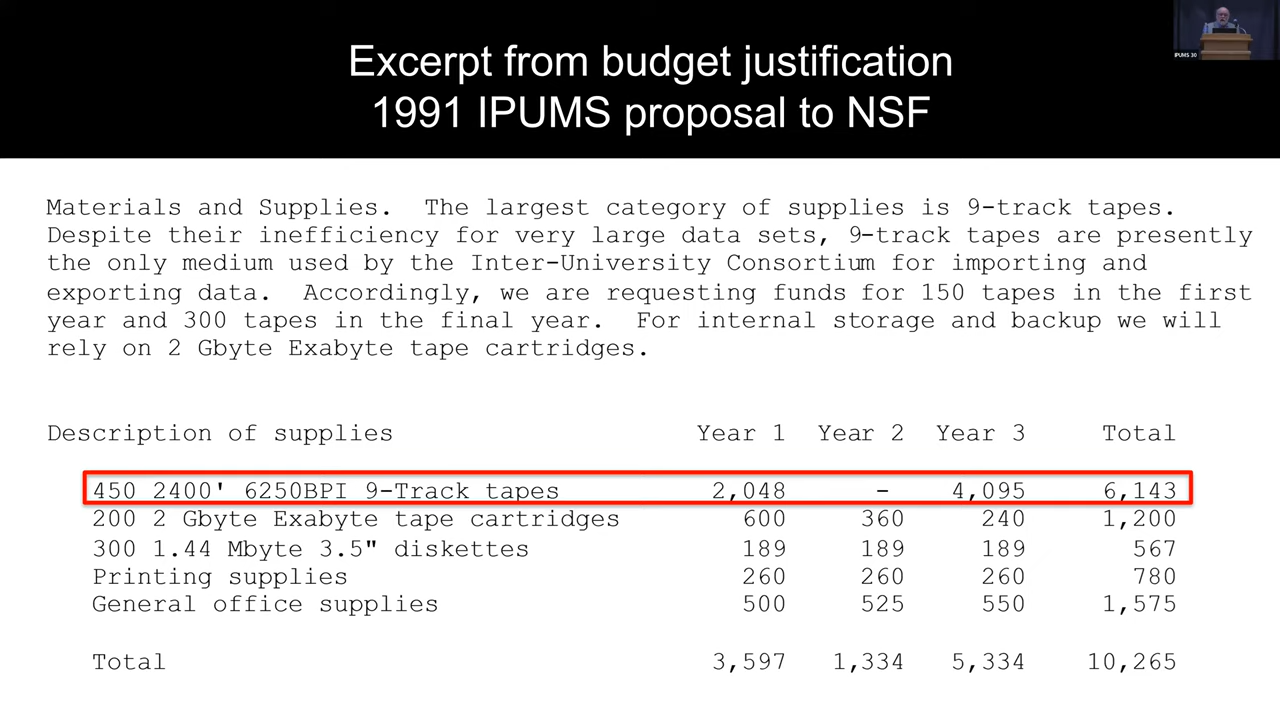 Excerpt from budget justification
1991 IPUMS proposal to NSF
IPUMS 30
Materials and Supplies. The largest category of supplies is 9-track tapes.
Despite their inefficiency for very large data sets, 9-track tapes are presently
the only medium used by the Inter-University Consortium for importing and
exporting data. Accordingly, we are requesting funds for 150 tapes in the first
year and 300 tapes in the final year. For internal storage and backup we will
rely on 2 Gbyte Exabyte tape cartridges.
Description of supplies Year 1 Year 2 Year 3 Total
450 2400' 6250BPI 9-Track tapes 2,048 - 4,095 6,143
200 2 Gbyte Exabyte tape cartridges 600 360 240 1,200
300 1.44 Mbyte 3.5" diskettes 189 189 189 567
Printing supplies 260 260 260 780
General office supplies 500 525 550 1,575
Total 3,597 1,334 5,334 10,265